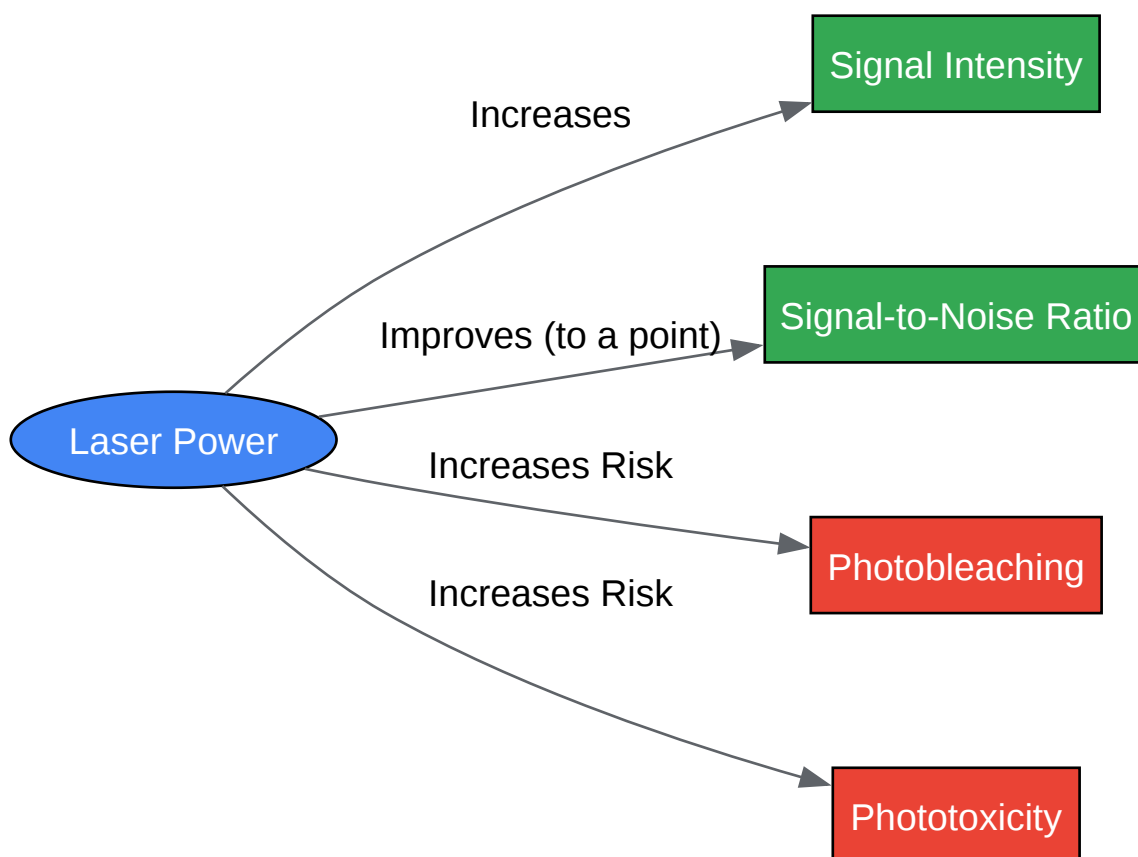 Signal Intensity
Increases
Signal-to-Noise Ratio
Improves (to a point)
Laser Power
Increases Risk
Photobleaching
Increases Risk
Phototoxicity